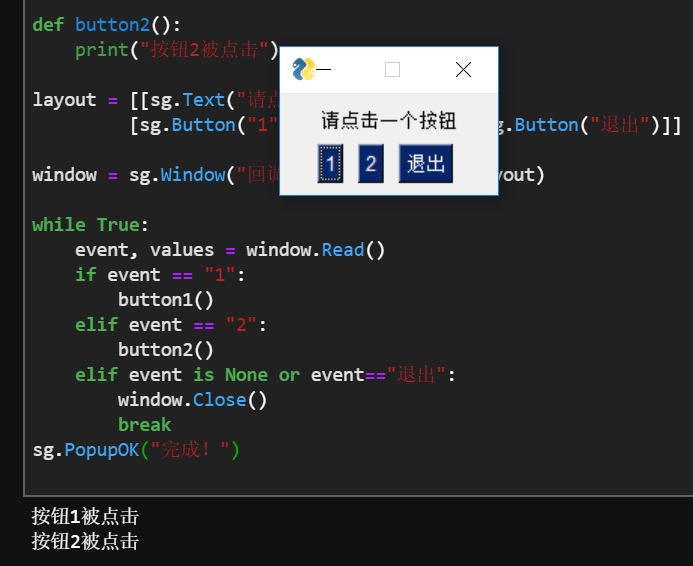 def button2():
    print("按钮2被点击")
layout = [[sg.Text("请点
        [sg.Button("1" g.Button("退出")]]
window = sg.Window("回调 yout)
请点击一个按钮
1 2 退出
while True:
    event, values = window.Read()
    if event == "1":
        button1()
    elif event == "2":
        button2()
    elif event is None or event=="退出":
        window.Close()
        break
sg.PopupOK("完成！")
按钮1被点击
按钮2被点击